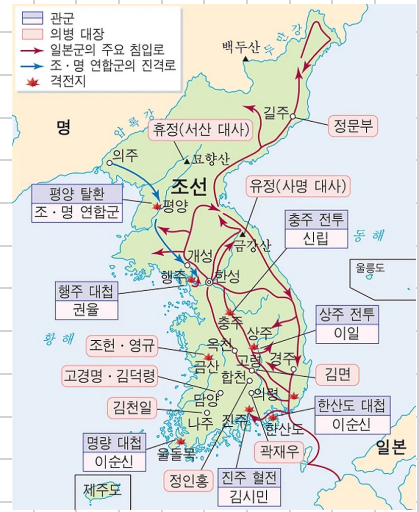 관군
의병 대장
일본군의 주요 침입로
조·명 연합군의 진격로
격전지
백두산
두만강
압록강
명
길주
정문부
휴정(서산 대사)
의주
묘향산
조선
유정(사명 대사)
평양 탈환
조·명 연합군
평양
충주 전투
신립
금강산
동해
개성
울릉도
행주
한성
행주 대첩
권율
충주
상주 전투
이일
황해
상주
조헌·영규
옥천
금산
고령
경주
고경명·김덕령
합천
김면
담양
의령
김천일
한산도 대첩
이순신
나주
진주
한산도
명량 대첩
이순신
울돌목
곽재우
일본
정인홍
진주 혈전
김시민
제주도